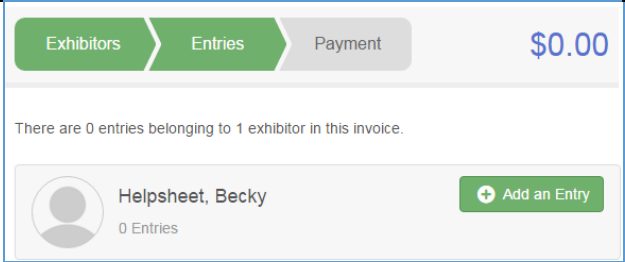 Exhibitors Entries Payment $0.00
There are 0 entries belonging to 1 exhibitor in this invoice.
Helpsheet, Becky
Add an Entry
0 Entries